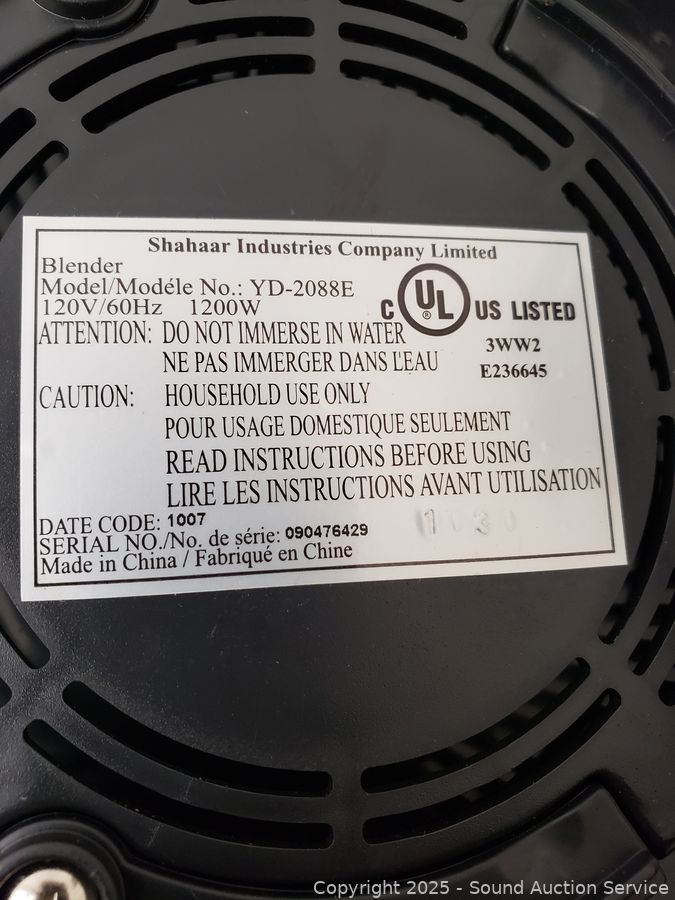 Shahaar Industries Company Limited
Blender
Model/Modéle No.: YD-2088E
120V/60Hz 1200W
C UL ® US LISTED
3WW2
E236645
ATTENTION: DO NOT IMMERSE IN WATER
NE PAS IMMERGER DANS L'EAU
CAUTION: HOUSEHOLD USE ONLY
POUR USAGE DOMESTIQUE SEULEMENT
READ INSTRUCTIONS BEFORE USING
LIRE LES INSTRUCTIONS AVANT UTILISATION
DATE CODE: 1007
SERIAL NO./No. de série: 090476429
Made in China / Fabriqué en Chine
Copyright 2025 - Sound Auction Service